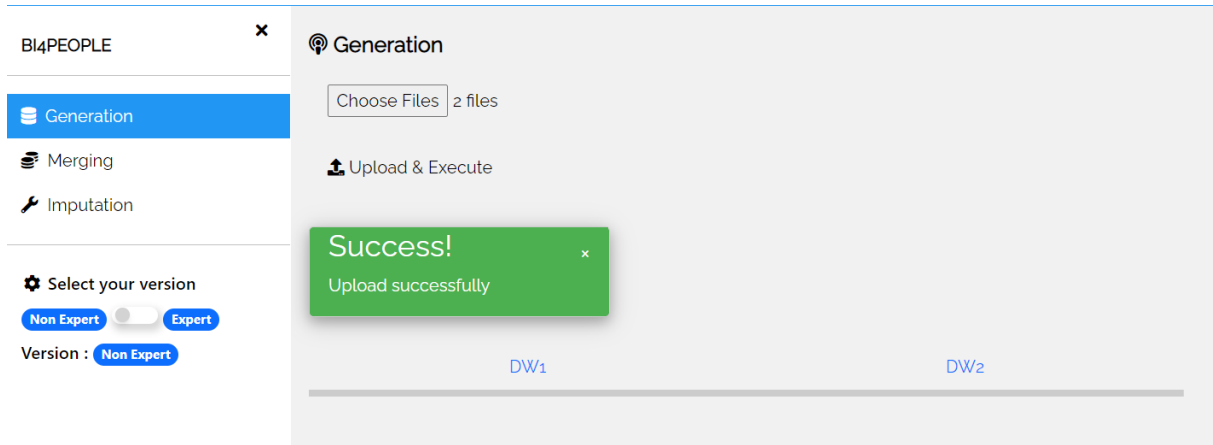 BI4PEOPLE
×
Generation
Merging
Imputation
Select your version
Non Expert Expert
Version : Non Expert
Generation
Choose Files 2 files
Upload & Execute
Success!
×
Upload successfully
DW1 DW2